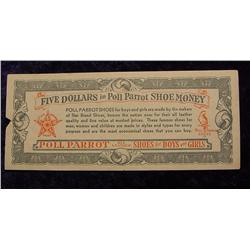 FIVE DOLLARS in Poll Parrot SHOE MONEY
POLL PARROT SHOES for boys and girls are made by the makers
of Star Brand Shoes, known the nation over for their all leather
quality and fine value at modest prices. These famous shoes for
men, women and children are made in styles and types for every
purpose and are the most economical shoes that you can buy.
POLL PARROT SHOES FOR BOYS AND GIRLS